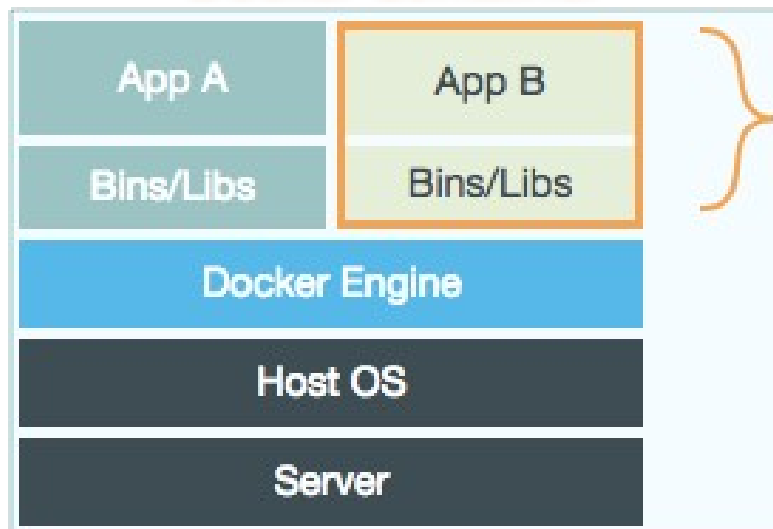 App A
App B
Bins/Libs
Bins/Libs
Docker Engine
Host OS
Server